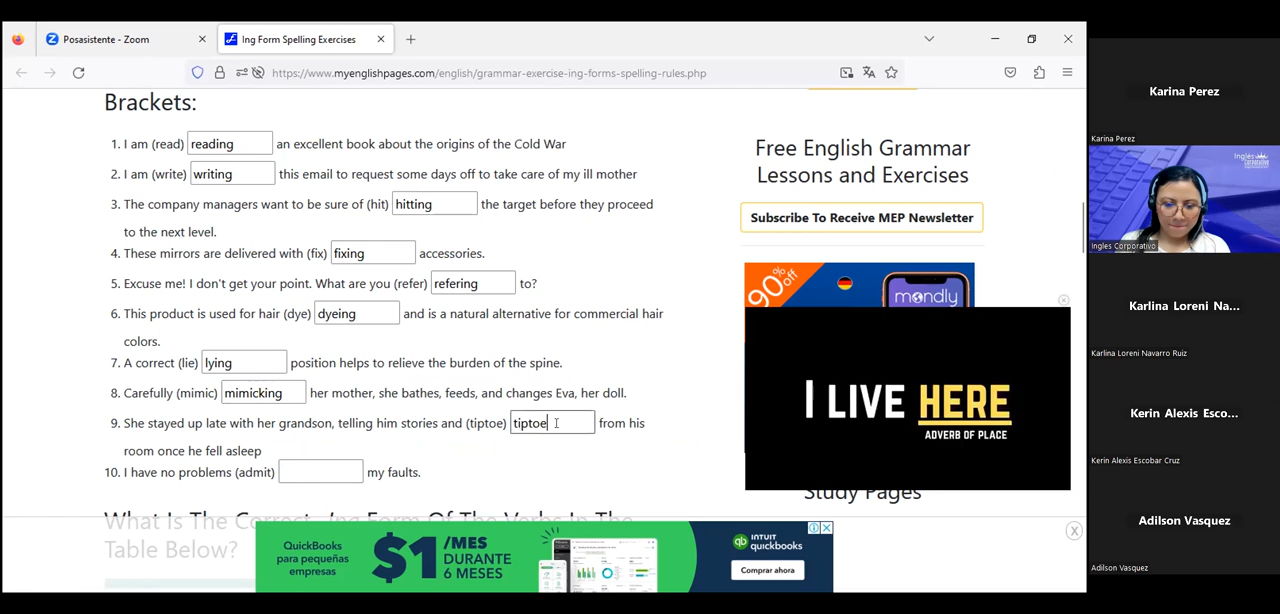 Posasistente - Zoom
Ing Form Spelling Exercises
https://www.myenglishpages.com/english/grammar-exercise-ing-forms-spelling-rules.php
Brackets:
1. I am (read) reading an excellent book about the origins of the Cold War
2. I am (write) writing this email to request some days off to take care of my ill mother
3. The company managers want to be sure of (hit) hitting the target before they proceed
to the next level.
4. These mirrors are delivered with (fix) fixing accessories.
5. Excuse me! I don't get your point. What are you (refer) refering to?
6. This product is used for hair (dye) dyeing and is a natural alternative for commercial hair
colors.
7. A correct (lie) lying position helps to relieve the burden of the spine.
8. Carefully (mimic) mimicking her mother, she bathes, feeds, and changes Eva, her doll.
9. She stayed up late with her grandson, telling him stories and (tiptoe) tiptoe from his
room once he fell asleep
10. I have no problems (admit) my faults.
What Is The Correct -Ing Form Of The Verbs In The
Table Below?
Free English Grammar
Lessons and Exercises
Subscribe To Receive MEP Newsletter
90%
off
mondly
I LIVE HERE
ADVERB OF PLACE
Study Pages
QuickBooks
para pequeñas
empresas
$1 /MES
DURANTE
6 MESES
qb INTUIT
quickbooks
Comprar ahora
Karina Perez
Karina Perez
Inglés
Corporativo
Ingles Corporativo
Karlina Loreni Na...
Karlina Loreni Navarro Ruiz
Kerin Alexis Esco...
Kerin Alexis Escobar Cruz
Adilson Vasquez
Adilson Vasquez